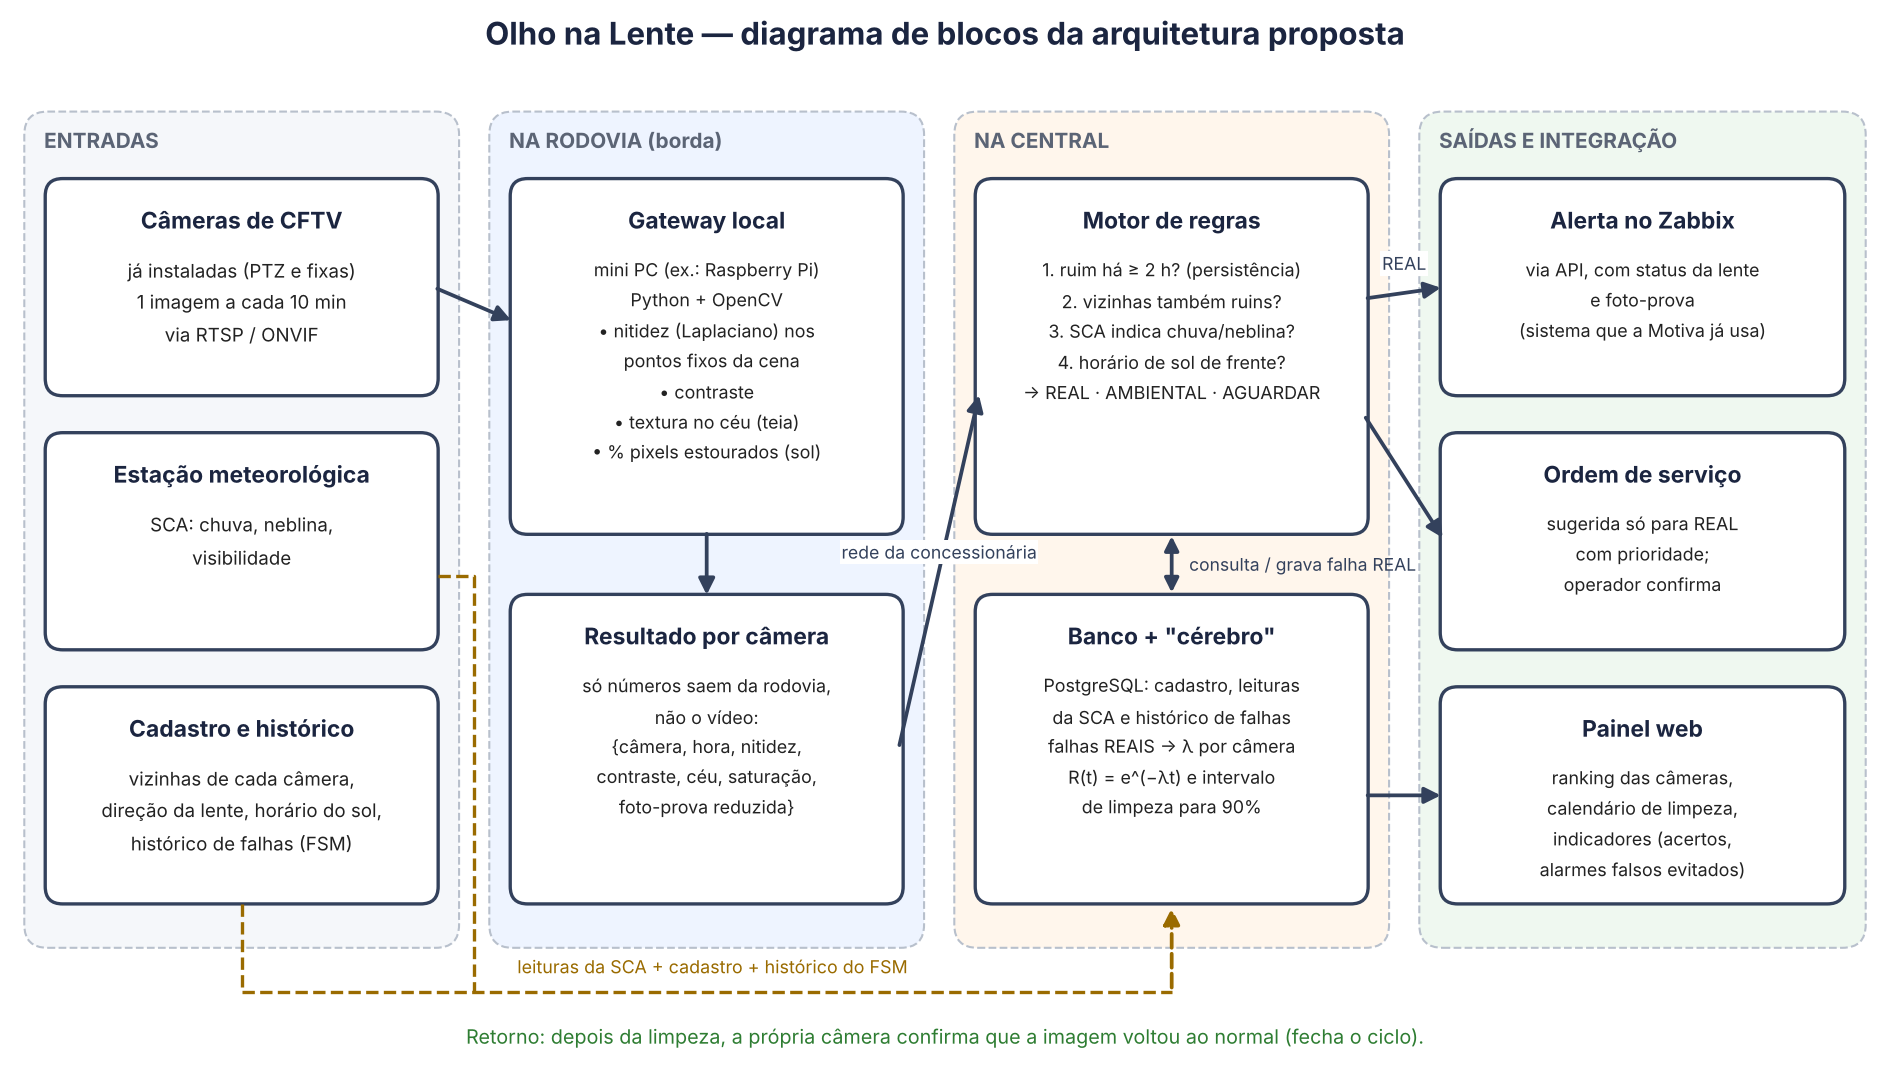 Olho na Lente — diagrama de blocos da arquitetura proposta
ENTRADAS
Câmeras de CFTV
já instaladas (PTZ e fixas)
1 imagem a cada 10 min
via RTSP / ONVIF
Estação meteorológica
SCA: chuva, neblina,
visibilidade
Cadastro e histórico
vizinhas de cada câmera,
direção da lente, horário do sol,
histórico de falhas (FSM)
NA RODOVIA (borda)
Gateway local
mini PC (ex.: Raspberry Pi)
Python + OpenCV
• nitidez (Laplaciano) nos
pontos fixos da cena
• contraste
• textura no céu (teia)
• % pixels estourados (sol)
rede da concessionária
Resultado por câmera
só números saem da rodovia,
não o vídeo:
{câmera, hora, nitidez,
contraste, céu, saturação,
foto-prova reduzida}
NA CENTRAL
Motor de regras
1. ruim há ≥ 2 h? (persistência)
2. vizinhas também ruins?
3. SCA indica chuva/neblina?
4. horário de sol de frente?
→ REAL · AMBIENTAL · AGUARDAR
consulta / grava falha REAL
Banco + "cérebro"
PostgreSQL: cadastro, leituras
da SCA e histórico de falhas
falhas REAIS → λ por câmera
R(t) = e^(−λt) e intervalo
de limpeza para 90%
REAL
SAÍDAS E INTEGRAÇÃO
Alerta no Zabbix
via API, com status da lente
e foto-prova
(sistema que a Motiva já usa)
Ordem de serviço
sugerida só para REAL
com prioridade;
operador confirma
Painel web
ranking das câmeras,
calendário de limpeza,
indicadores (acertos,
alarmes falsos evitados)
leituras da SCA + cadastro + histórico do FSM
Retorno: depois da limpeza, a própria câmera confirma que a imagem voltou ao normal (fecha o ciclo).